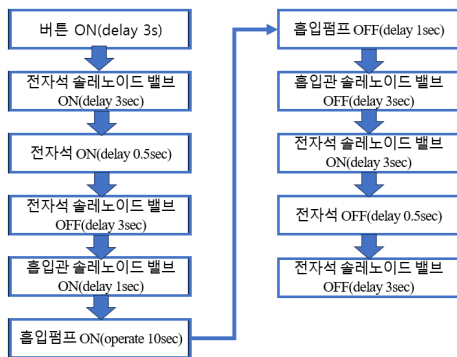 버튼 ON(delay 3s)
전자석 솔레노이드 밸브
ON(delay 3sec)
전자석 ON(delay 0.5sec)
전자석 솔레노이드 밸브
OFF(delay 3sec)
흡입관 솔레노이드 밸브
ON(delay 1sec)
흡입펌프 ON(operate 10sec)
흡입펌프 OFF(delay 1sec)
흡입관 솔레노이드 밸브
OFF(delay 3sec)
전자석 솔레노이드 밸브
ON(delay 3sec)
전자석 OFF(delay 0.5sec)
전자석 솔레노이드 밸브
OFF(delay 3sec)